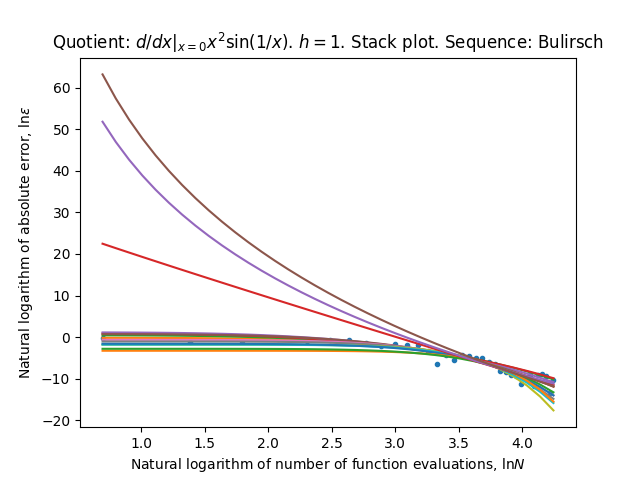 Quotient: $d/dx|_{x=0}x^2\sin(1/x)$. $h=1$. Stack plot. Sequence: Bulirsch
Natural logarithm of absolute error, lnε
60
50
40
30
20
10
0
−10
−20
1.0 1.5 2.0 2.5 3.0 3.5 4.0
Natural logarithm of number of function evaluations, lnN